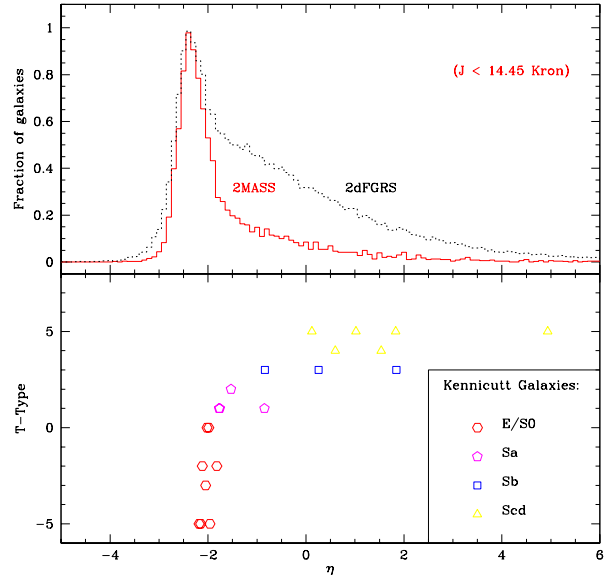 Fraction of galaxies
1
0.8
0.6
0.4
0.2
0
(J < 14.45 Kron)
2MASS
2dFGRS
T-Type
5
0
-5
Kennicutt Galaxies:
E/S0
Sa
Sb
Scd
-4
-2
0
2
4
6
η